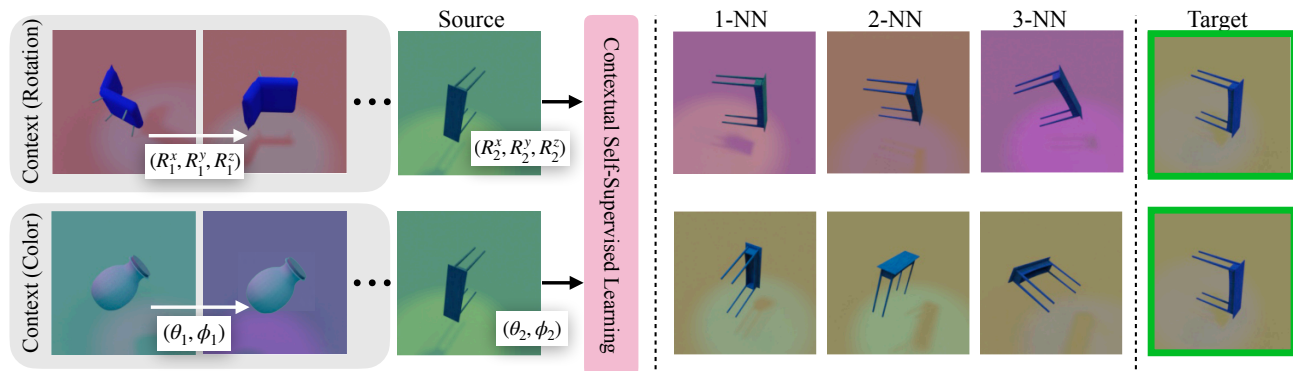 Source
1-NN
2-NN
3-NN
Target
Context (Rotation)
(R₁ˣ, R₁ʸ, R₁ᶻ)
(R₂ˣ, R₂ʸ, R₂ᶻ)
Contextual Self-Supervised Learning
Context (Color)
(θ₁, ϕ₁)
(θ₂, ϕ₂)